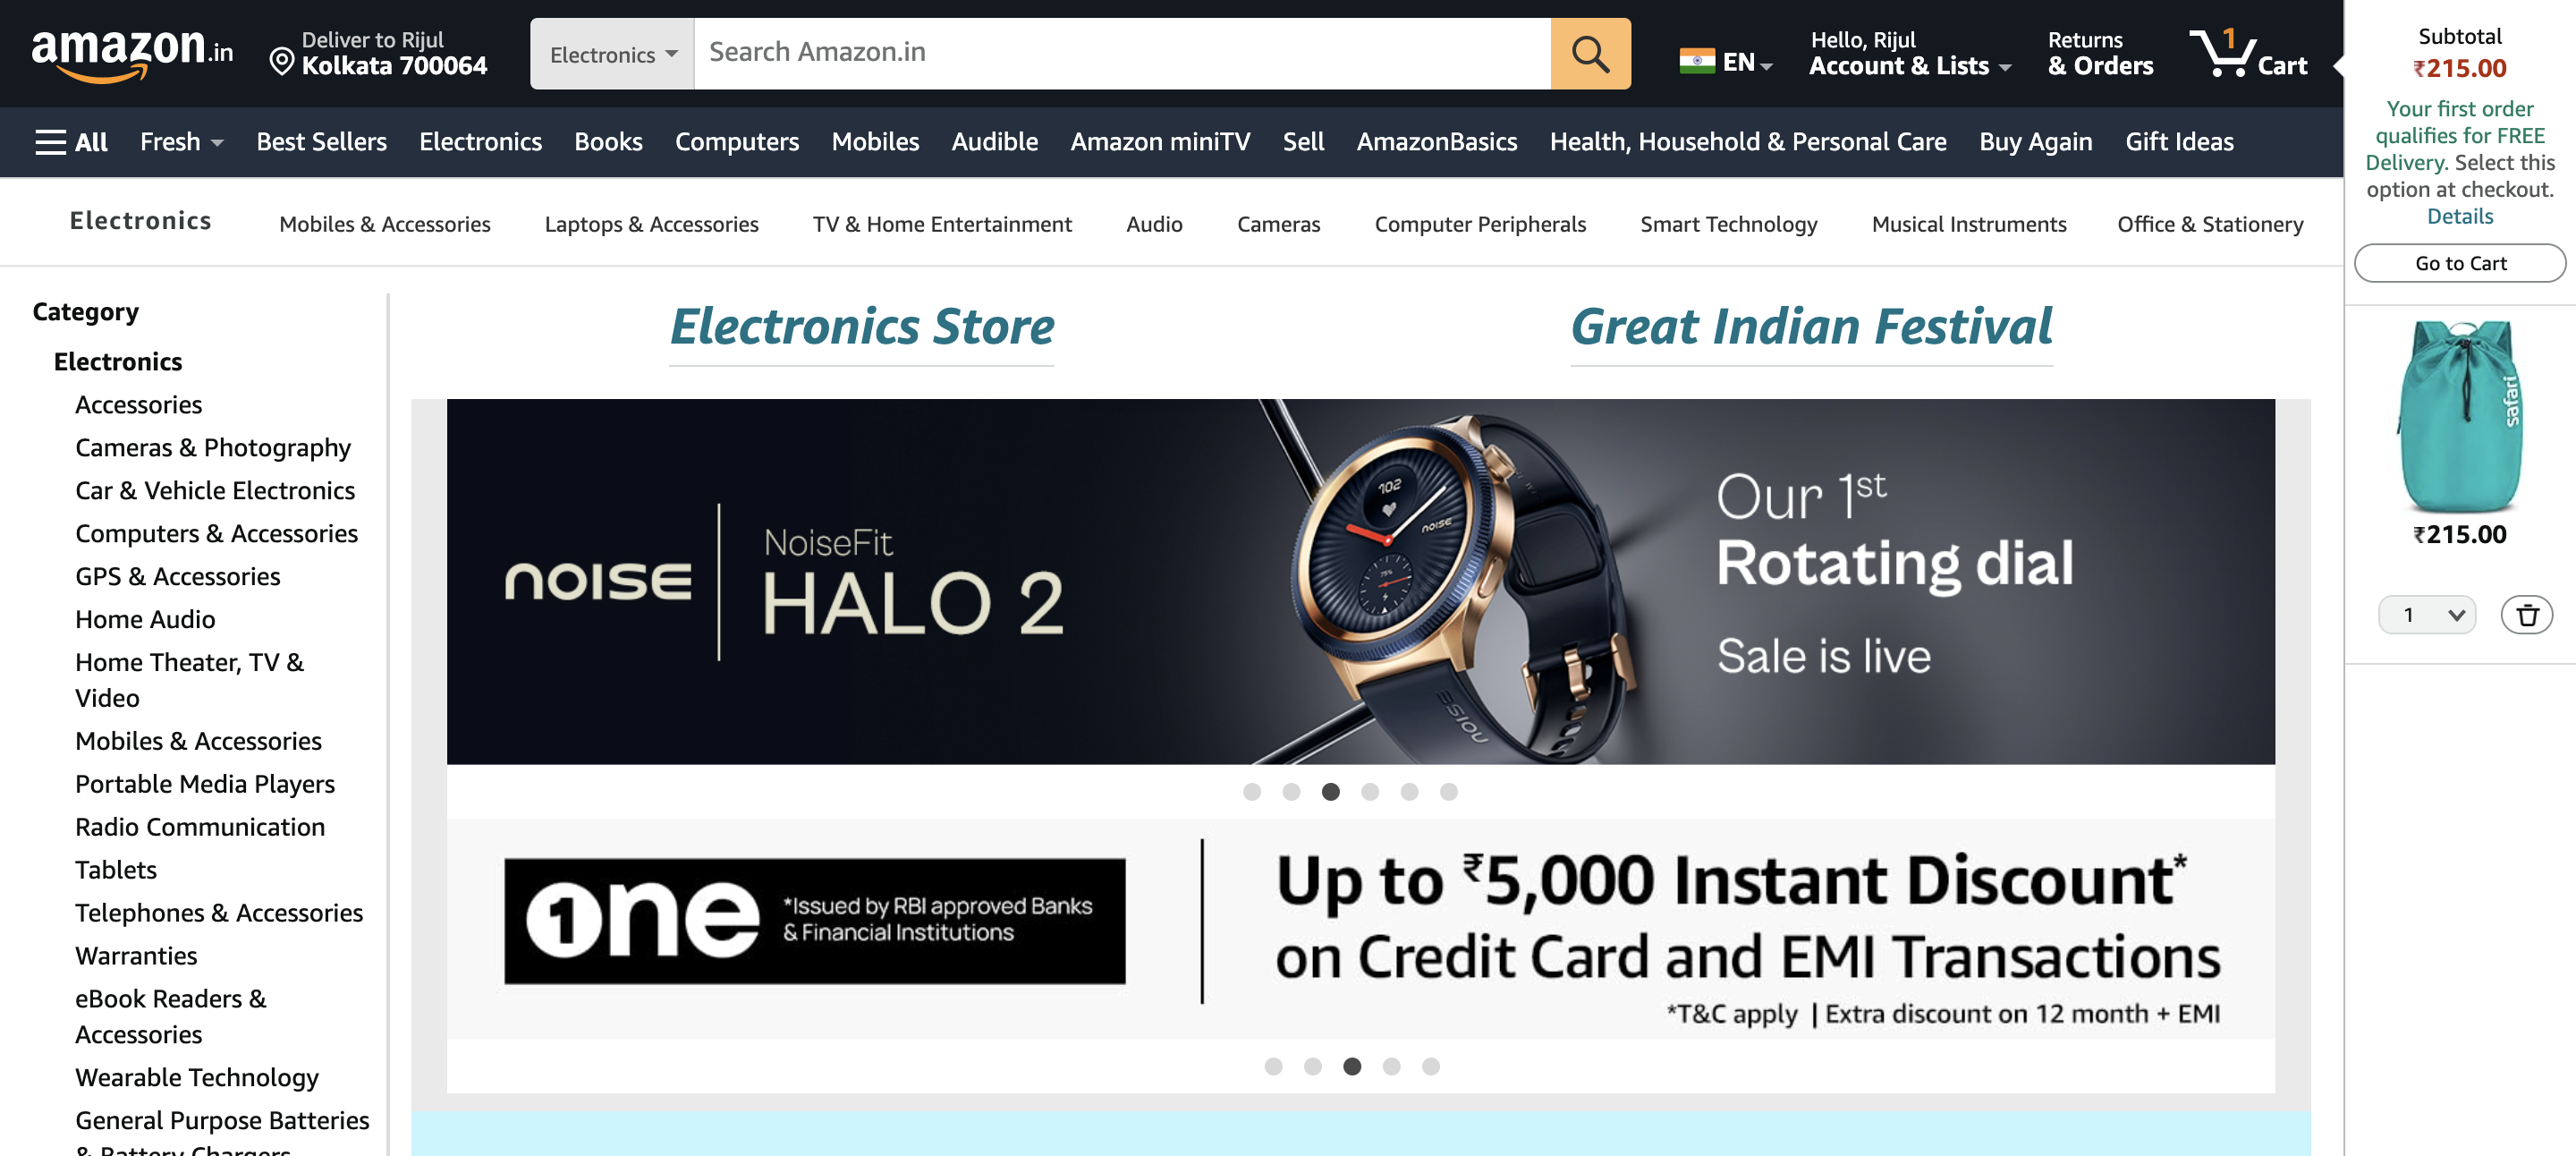 amazon.in
Deliver to Rijul
Kolkata 700064
Electronics
Search Amazon.in
EN
Hello, Rijul
Account & Lists
Returns
& Orders
1
Cart
All
Fresh
Best Sellers
Electronics
Books
Computers
Mobiles
Audible
Amazon miniTV
Sell
AmazonBasics
Health, Household & Personal Care
Buy Again
Gift Ideas
Electronics
Mobiles & Accessories
Laptops & Accessories
TV & Home Entertainment
Audio
Cameras
Computer Peripherals
Smart Technology
Musical Instruments
Office & Stationery
Category
Electronics
Accessories
Cameras & Photography
Car & Vehicle Electronics
Computers & Accessories
GPS & Accessories
Home Audio
Home Theater, TV &
Video
Mobiles & Accessories
Portable Media Players
Radio Communication
Tablets
Telephones & Accessories
Warranties
eBook Readers &
Accessories
Wearable Technology
General Purpose Batteries
& Battery Chargers
Electronics Store
Great Indian Festival
noise
NoiseFit
HALO 2
102
NOISE
75%
NOISE
Our 1st
Rotating dial
Sale is live
One
*Issued by RBI approved Banks
& Financial Institutions
Up to ₹5,000 Instant Discount*
on Credit Card and EMI Transactions
*T&C apply | Extra discount on 12 month + EMI
Subtotal
₹215.00
Your first order
qualifies for FREE
Delivery. Select this
option at checkout.
Details
Go to Cart
safari
₹215.00
1